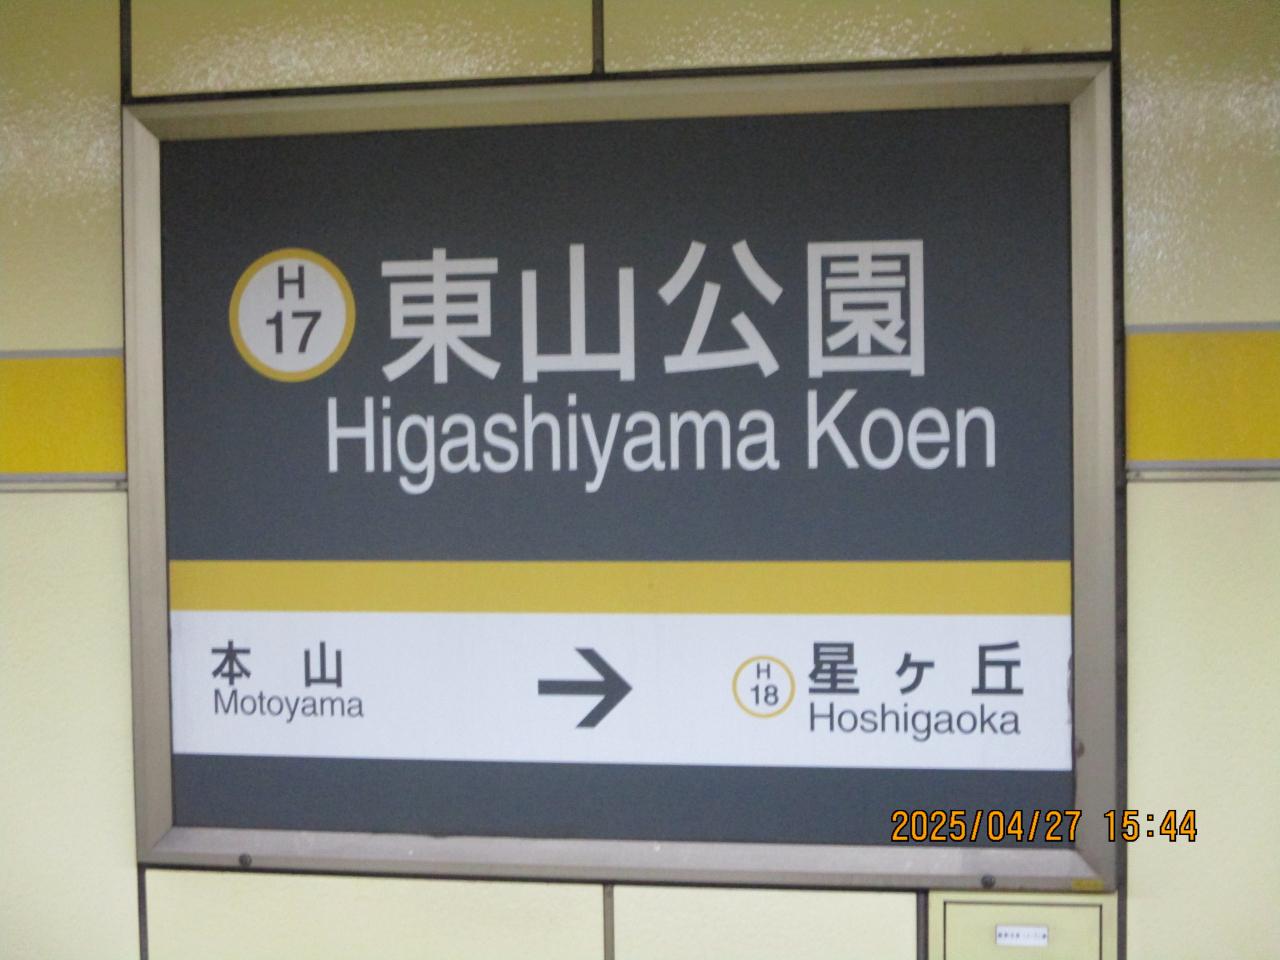 H
17
東山公園
Higashiyama Koen
本山
Motoyama
→
H
18
星ヶ丘
Hoshigaoka
2025/04/27 15:44